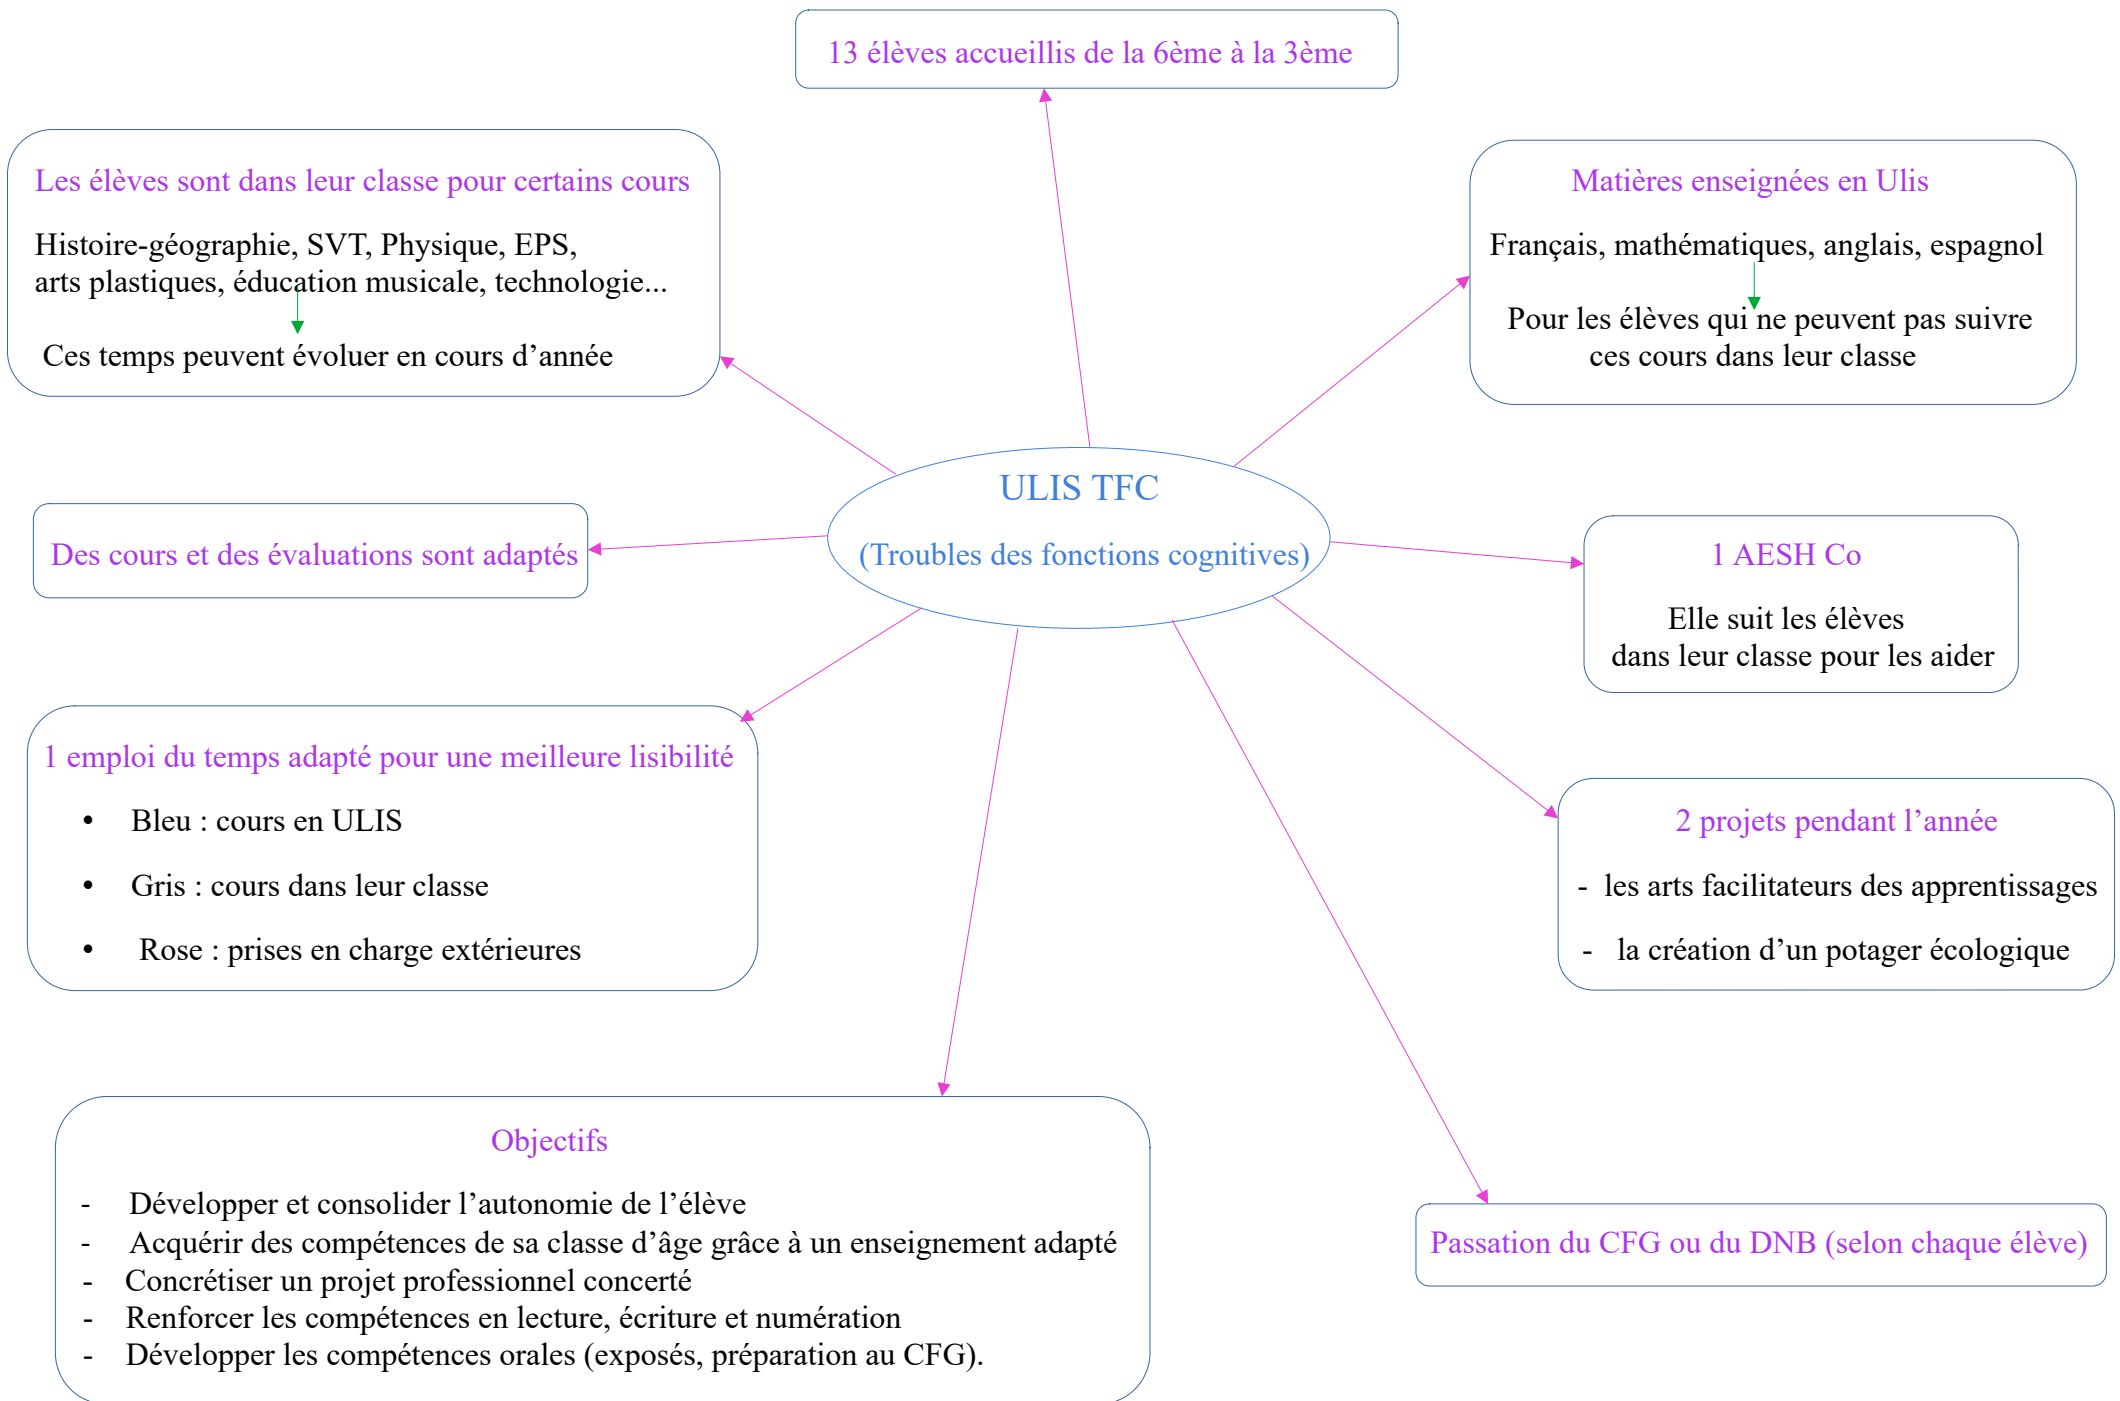 13 élèves accueillis de la 6ème à la 3ème
Les élèves sont dans leur classe pour certains cours
Histoire-géographie, SVT, Physique, EPS,
arts plastiques, éducation musicale, technologie...
Ces temps peuvent évoluer en cours d’année
Matières enseignées en Ulis
Français, mathématiques, anglais, espagnol
Pour les élèves qui ne peuvent pas suivre
ces cours dans leur classe
ULIS TFC
(Troubles des fonctions cognitives)
Des cours et des évaluations sont adaptés
1 AESH Co
Elle suit les élèves
dans leur classe pour les aider
1 emploi du temps adapté pour une meilleure lisibilité
• Bleu : cours en ULIS
• Gris : cours dans leur classe
• Rose : prises en charge extérieures
2 projets pendant l’année
- les arts facilitateurs des apprentissages
- la création d’un potager écologique
Objectifs
- Développer et consolider l’autonomie de l’élève
- Acquérir des compétences de sa classe d’âge grâce à un enseignement adapté
- Concrétiser un projet professionnel concerté
- Renforcer les compétences en lecture, écriture et numération
- Développer les compétences orales (exposés, préparation au CFG).
Passation du CFG ou du DNB (selon chaque élève)